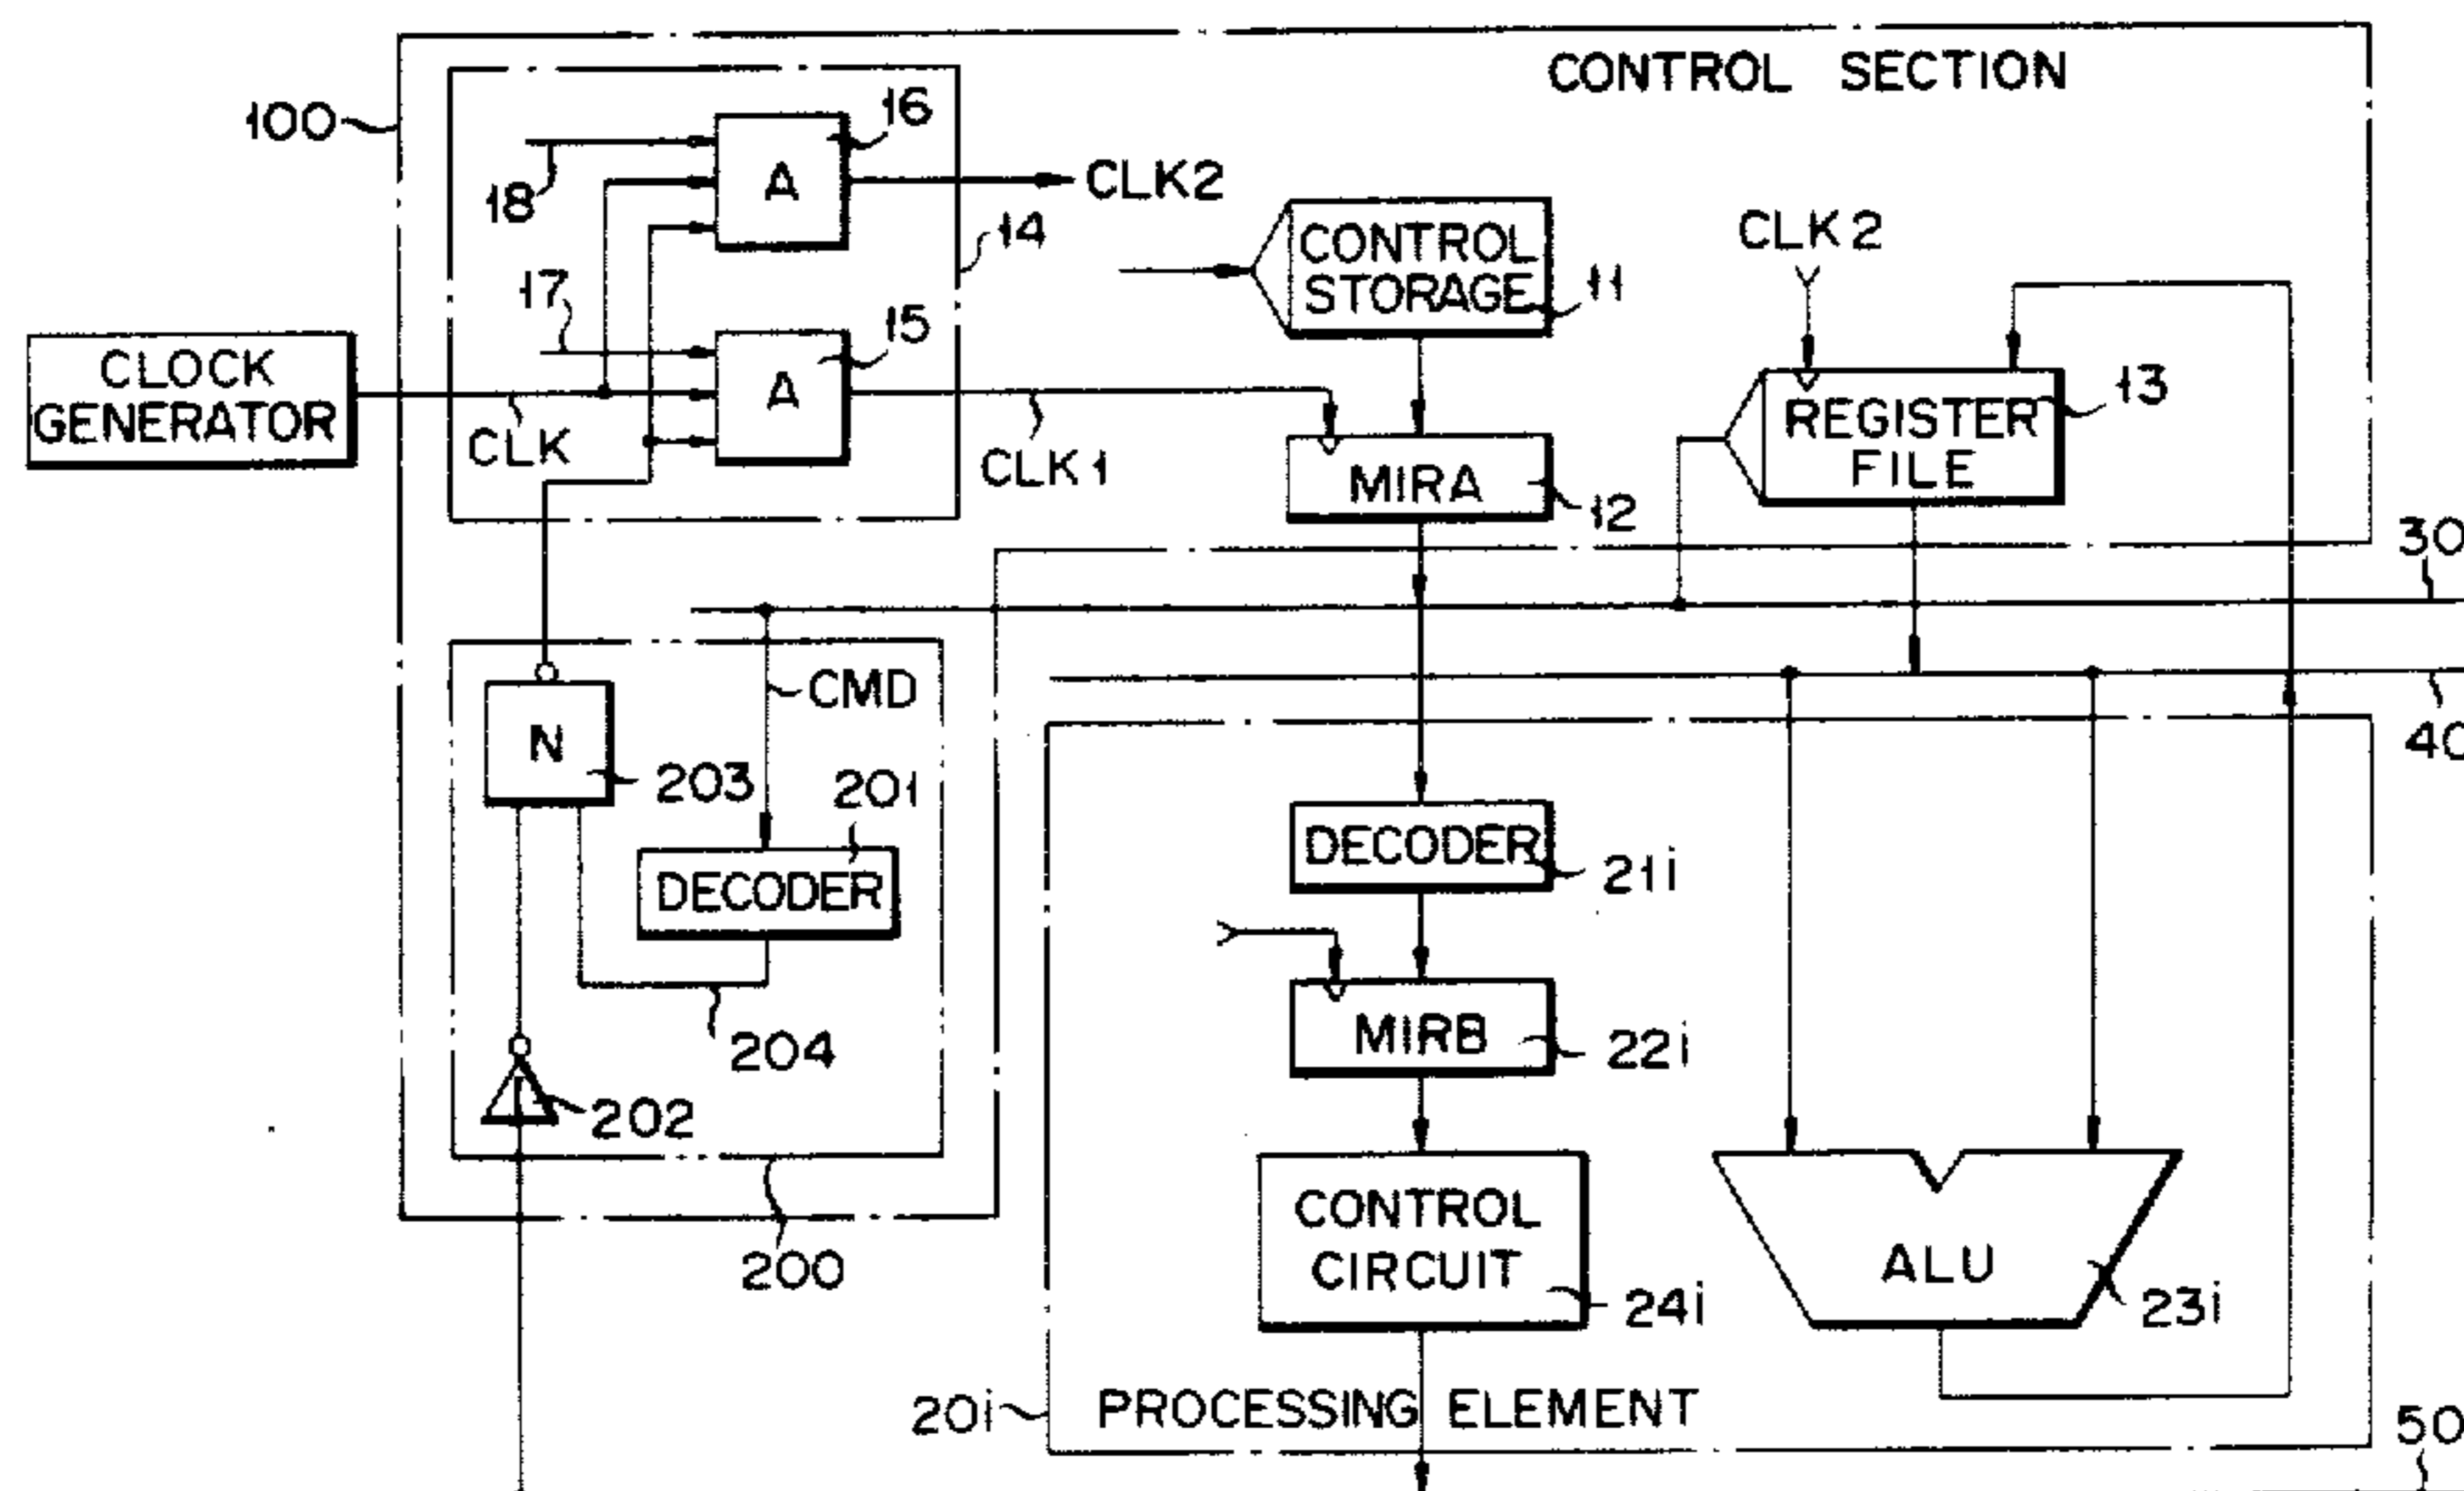 CONTROL SECTION
100
16
A
18
CLK2
14
CONTROL
STORAGE
11
CLK2
17
15
A
CLOCK
GENERATOR
CLK
CLK1
MIRA
12
REGISTER
FILE
13
30
CMD
40
N
203
201
DECODER
DECODER
21i
204
MIRB
22i
202
CONTROL
CIRCUIT
24i
ALU
23i
200
20i
PROCESSING ELEMENT
50